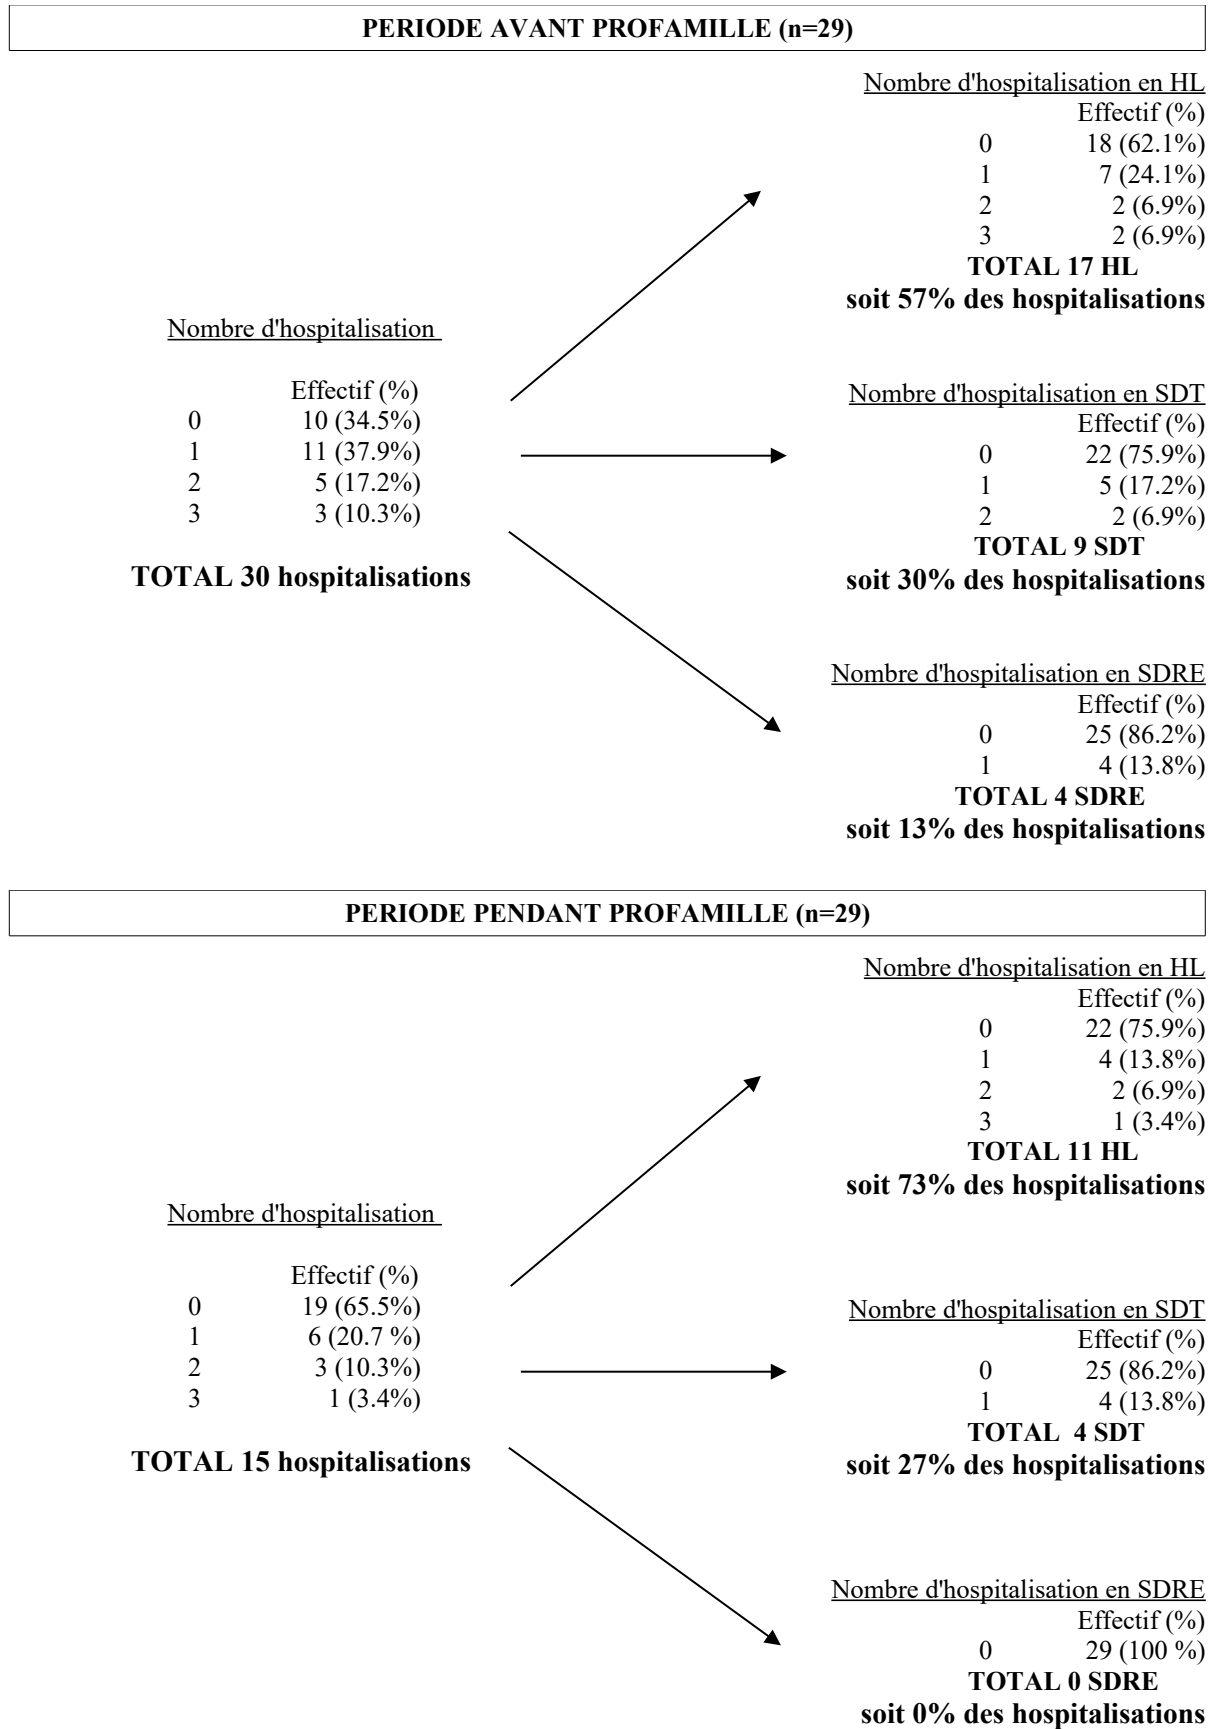 PERIODE AVANT PROFAMILLE (n=29)
Nombre d'hospitalisation en HL
Effectif (%)
0 18 (62.1%)
1 7 (24.1%)
2 2 (6.9%)
3 2 (6.9%)
TOTAL 17 HL
soit 57% des hospitalisations
Nombre d'hospitalisation
Effectif (%)
0 10 (34.5%)
1 11 (37.9%)
2 5 (17.2%)
3 3 (10.3%)
TOTAL 30 hospitalisations
Nombre d'hospitalisation en SDT
Effectif (%)
0 22 (75.9%)
1 5 (17.2%)
2 2 (6.9%)
TOTAL 9 SDT
soit 30% des hospitalisations
Nombre d'hospitalisation en SDRE
Effectif (%)
0 25 (86.2%)
1 4 (13.8%)
TOTAL 4 SDRE
soit 13% des hospitalisations
PERIODE PENDANT PROFAMILLE (n=29)
Nombre d'hospitalisation en HL
Effectif (%)
0 22 (75.9%)
1 4 (13.8%)
2 2 (6.9%)
3 1 (3.4%)
TOTAL 11 HL
soit 73% des hospitalisations
Nombre d'hospitalisation
Effectif (%)
0 19 (65.5%)
1 6 (20.7 %)
2 3 (10.3%)
3 1 (3.4%)
TOTAL 15 hospitalisations
Nombre d'hospitalisation en SDT
Effectif (%)
0 25 (86.2%)
1 4 (13.8%)
TOTAL 4 SDT
soit 27% des hospitalisations
Nombre d'hospitalisation en SDRE
Effectif (%)
0 29 (100 %)
TOTAL 0 SDRE
soit 0% des hospitalisations